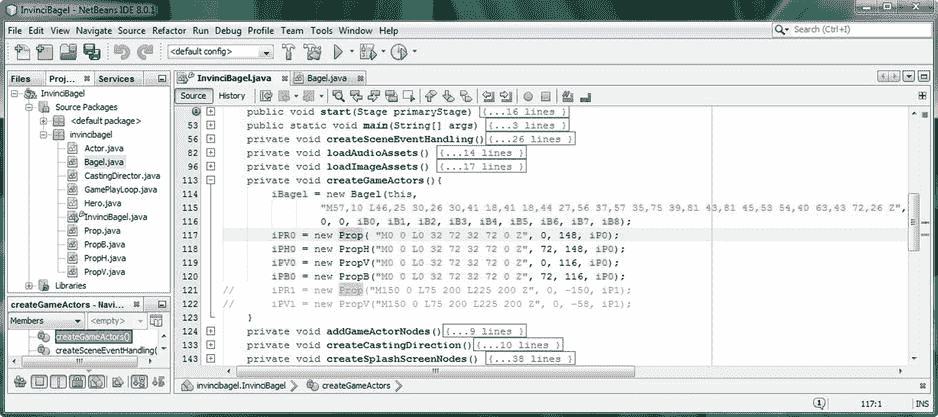 InvinciBagel - NetBeans IDE 8.0.1
File Edit View Navigate Source Refactor Run Debug Profile Team Tools Window Help
Search (Ctrl+I)
<default config>
Files Proj... Services
InvinciBagel
Source Packages
<default package>
invincibagel
Actor.java
Bagel.java
CastingDirector.java
GamePlayLoop.java
Hero.java
InvinciBagel.java
Prop.java
PropB.java
PropH.java
PropV.java
Libraries
createGameActors - Navi...
Members <empty>
createGameActors()
createSceneEventHandling(
InvinciBagel.java Bagel.java
Source History
public void start(Stage primaryStage) {...16 lines }
53 public static void main(String[] args) {...3 lines }
56 private void createSceneEventHandling() {...26 lines }
82 private void loadAudioAssets() {...14 lines }
96 private void loadImageAssets() {...17 lines }
113 private void createGameActors(){
114 iBagel = new Bagel(this,
115 "M57,10 L46,25 30,26 30,41 18,41 18,44 27,56 37,57 35,75 39,81 43,81 45,53 54,40 63,43 72,26 Z",
116 0, 0, iB0, iB1, iB2, iB3, iB4, iB5, iB6, iB7, iB8);
117 iPR0 = new Prop( "M0 0 L0 32 72 32 72 0 Z", 0, 148, iP0);
118 iPH0 = new PropH("M0 0 L0 32 72 32 72 0 Z", 72, 148, iP0);
119 iPV0 = new PropV("M0 0 L0 32 72 32 72 0 Z", 0, 116, iP0);
120 iPB0 = new PropB("M0 0 L0 32 72 32 72 0 Z", 72, 116, iP0);
121 // iPR1 = new Prop("M150 0 L75 200 L225 200 Z", 0, -150, iP1);
122 // iPV1 = new PropV("M150 0 L75 200 L225 200 Z", 0, -58, iP1);
123 }
124 private void addGameActorNodes() {...9 lines }
133 private void createCastingDirection() {...10 lines }
143 private void createSplashScreenNodes() {...38 lines }
invincibagel.InvinciBagel createGameActors
1 117:1 INS